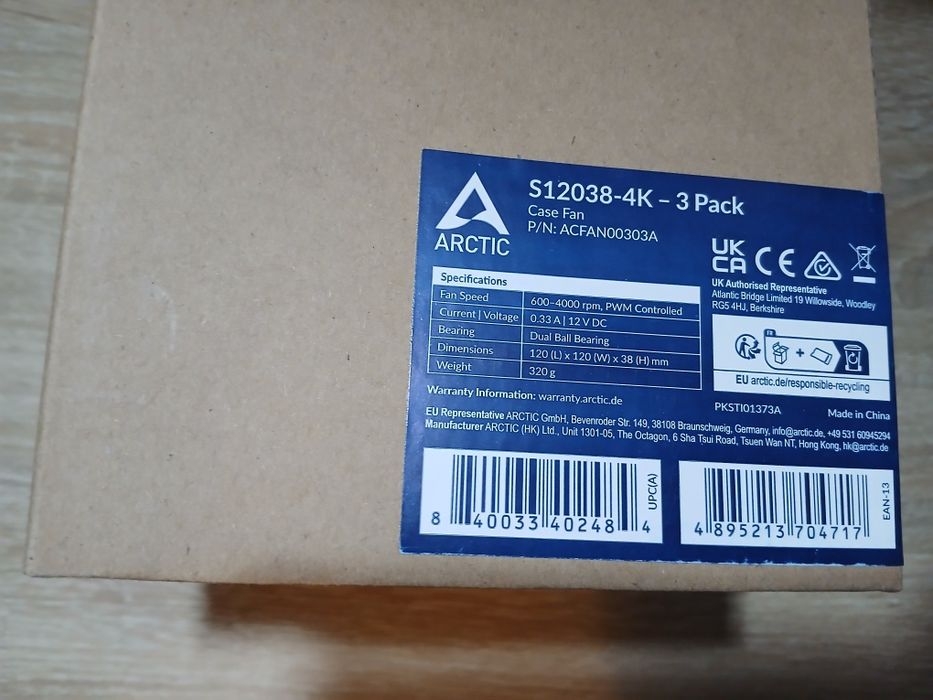 ARCTIC
S12038-4K – 3 Pack
Case Fan
P/N: ACFAN00303A
UK
CA CE
Specifications
Fan Speed 600–4000 rpm, PWM Controlled
Current | Voltage 0.33 A | 12 V DC
Bearing Dual Ball Bearing
Dimensions 120 (L) x 120 (W) x 38 (H) mm
Weight 320 g
Warranty Information: warranty.arctic.de
UK Authorised Representative
Atlantic Bridge Limited 19 Willowside, Woodley
RG5 4HJ, Berkshire
FR
+
EU arctic.de/responsible-recycling
PKSTI01373A Made in China
EU Representative ARCTIC GmbH, Bevenroder Str. 149, 38108 Braunschweig, Germany, info@arctic.de, +49 531 60945294
Manufacturer ARCTIC (HK) Ltd., Unit 1301-05, The Octagon, 6 Sha Tsui Road, Tsuen Wan NT, Hong Kong, hk@arctic.de
8 40033 40248 4
UPC(A)
4 895213 704717
EAN-13